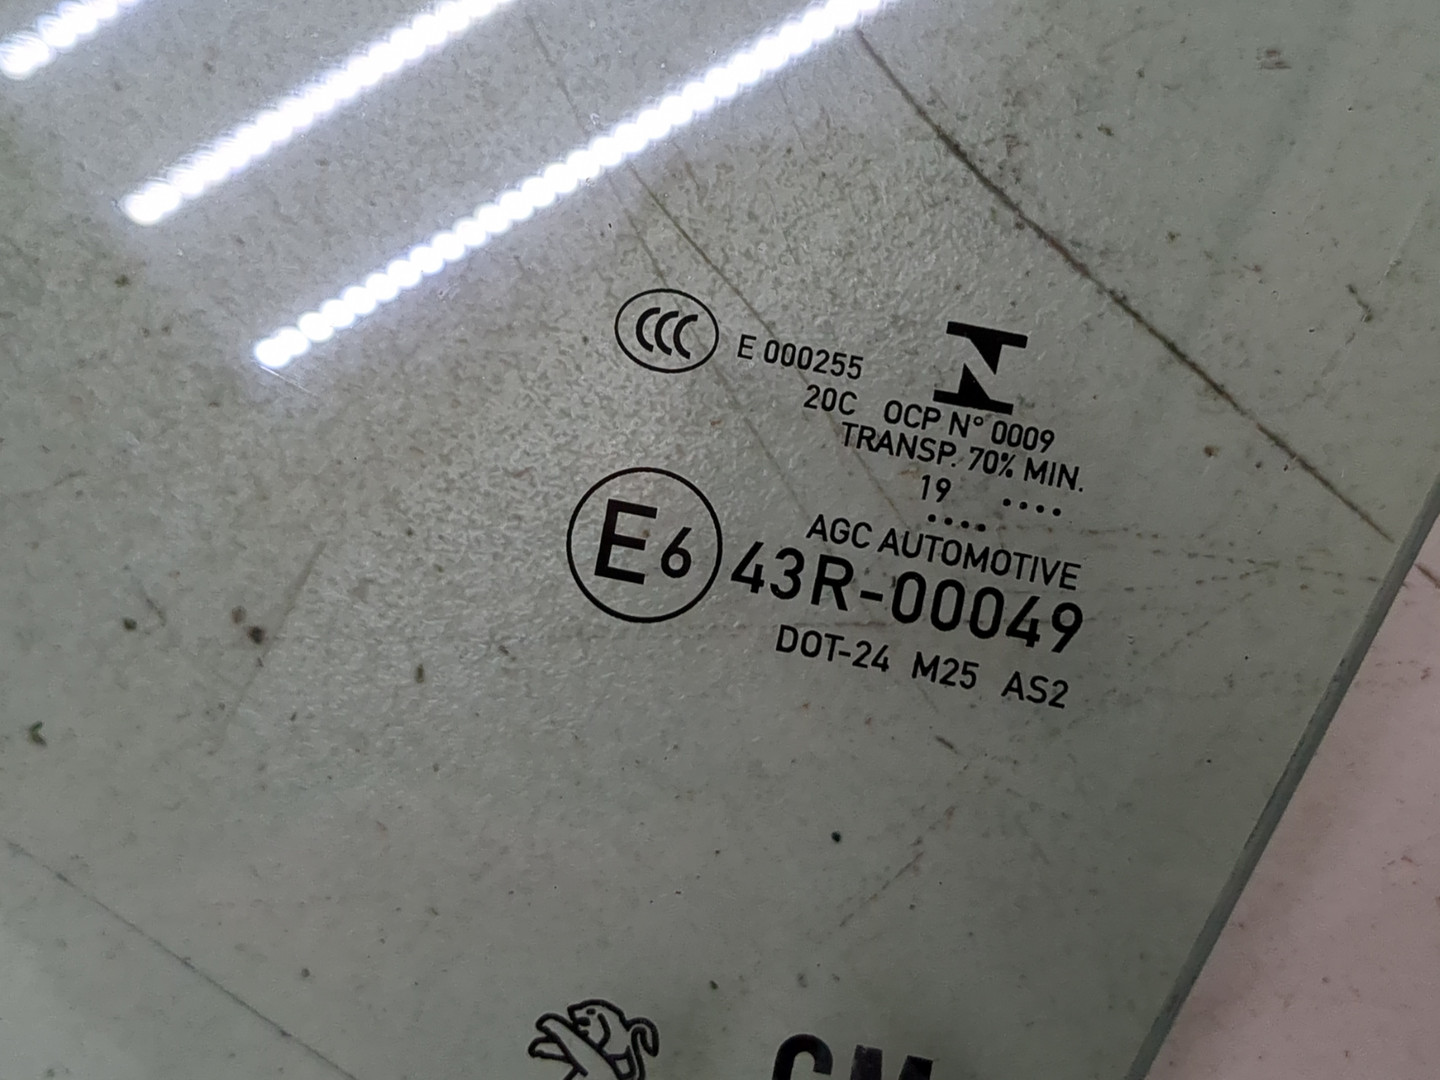 CCC E 000255
20C OCP N° 0009
TRANSP. 70% MIN.
19 ....
....
AGC AUTOMOTIVE
E6 43R-00049
DOT-24 M25 AS2